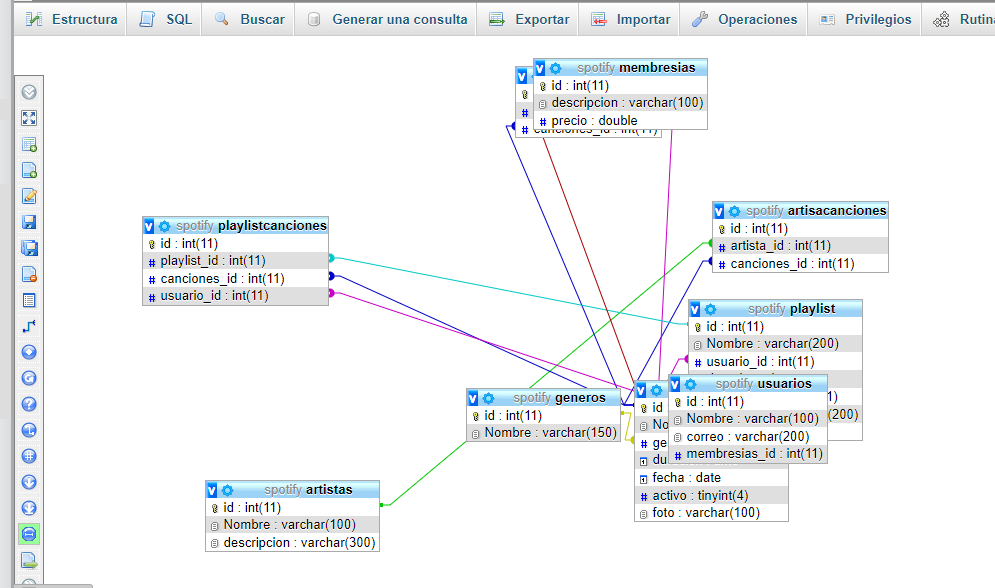 Estructura SQL Buscar Generar una consulta Exportar Importar Operaciones Privilegios Rutina
spotify membresias
id : int(11)
descripcion : varchar(100)
precio : double
canciones_id : int(11)
spotify playlistcanciones
id : int(11)
playlist_id : int(11)
canciones_id : int(11)
usuario_id : int(11)
spotify artisacanciones
id : int(11)
artista_id : int(11)
canciones_id : int(11)
spotify playlist
id : int(11)
Nombre : varchar(200)
usuario_id : int(11)
1)
(200)
spotify usuarios
id : int(11)
Nombre : varchar(100)
correo : varchar(200)
membresias_id : int(11)
id
No
ge
du
fecha : date
activo : tinyint(4)
foto : varchar(100)
spotify generos
id : int(11)
Nombre : varchar(150)
spotify artistas
id : int(11)
Nombre : varchar(100)
descripcion : varchar(300)